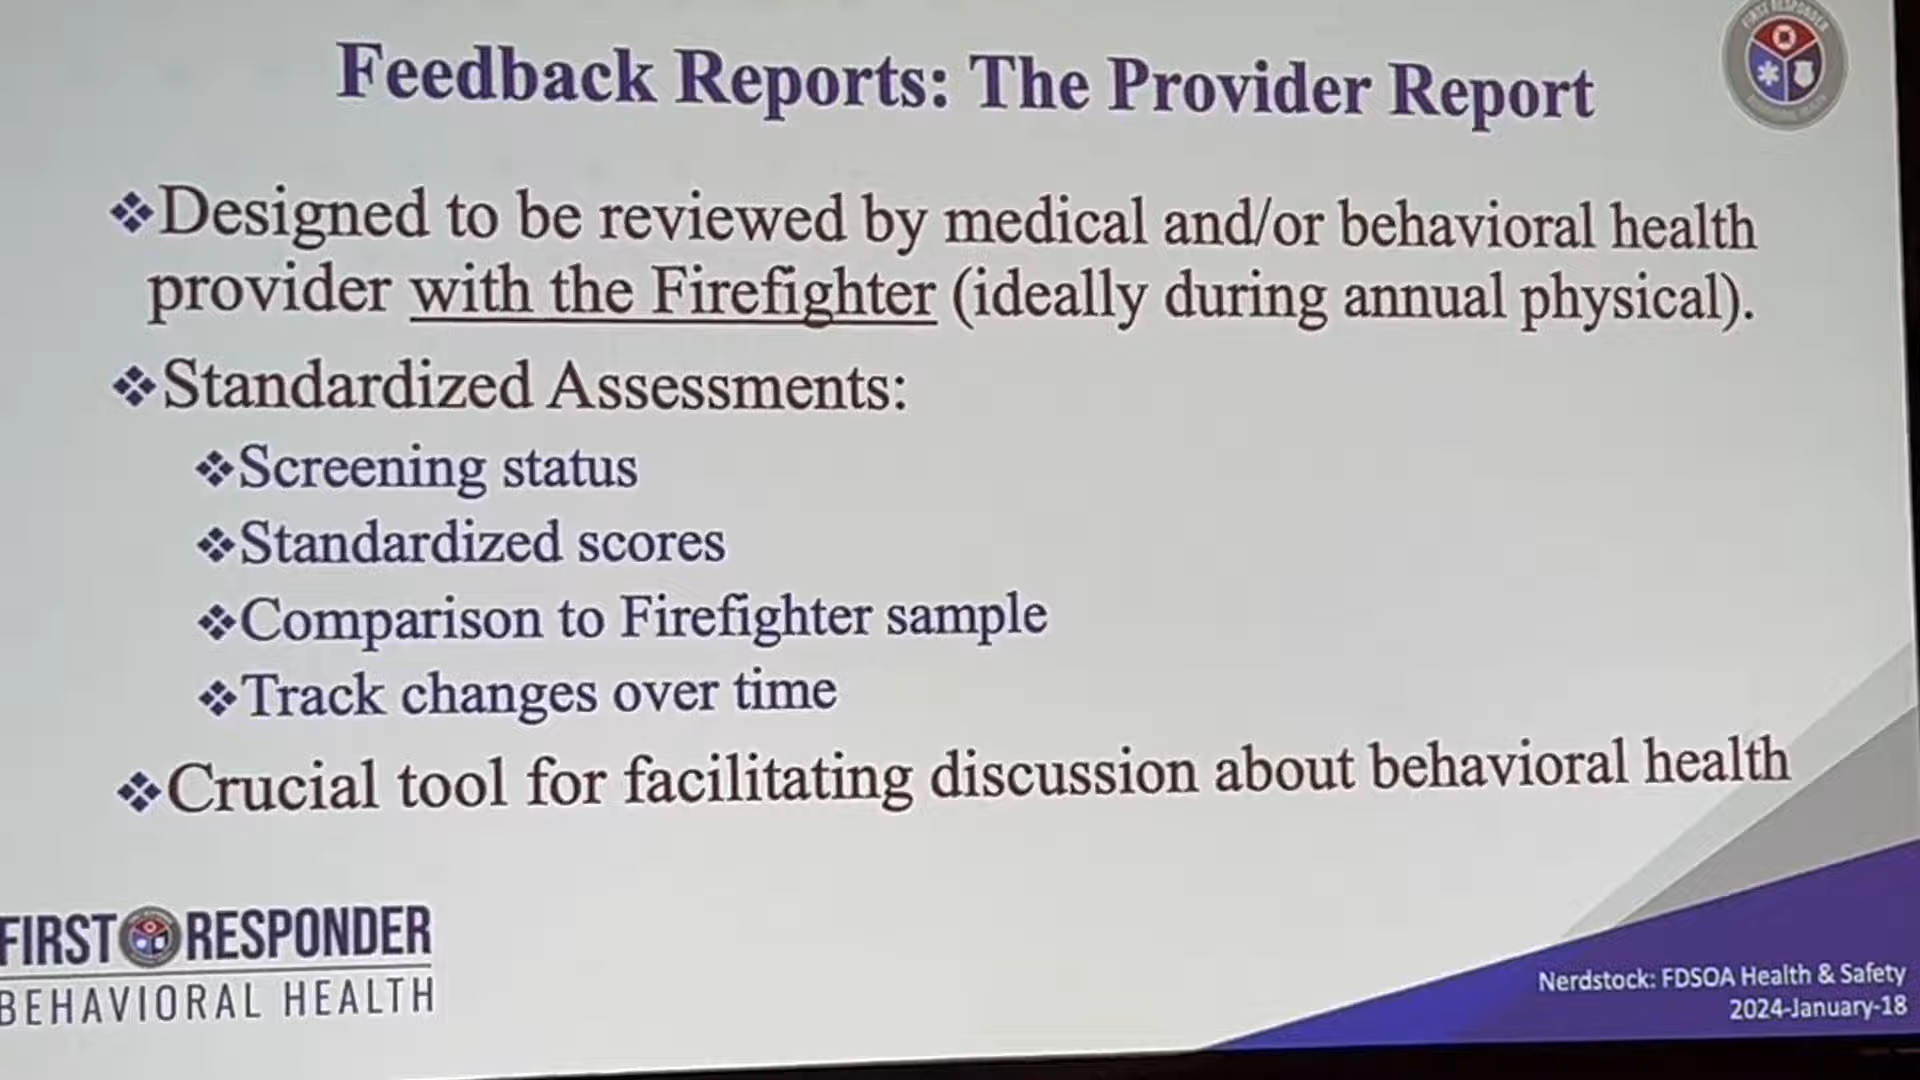 Feedback Reports: The Provider Report
FIRST RESPONDER
❖Designed to be reviewed by medical and/or behavioral health
provider with the Firefighter (ideally during annual physical).
❖Standardized Assessments:
❖Screening status
❖Standardized scores
❖Comparison to Firefighter sample
❖Track changes over time
❖Crucial tool for facilitating discussion about behavioral health
FIRST RESPONDER
BEHAVIORAL HEALTH
Nerdstock: FDSOA Health & Safety
2024-January-18